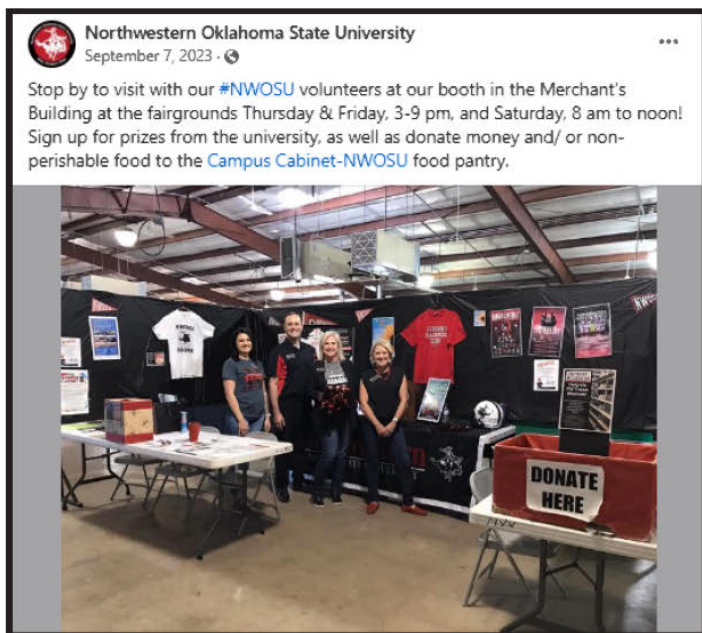 Northwestern Oklahoma State University
September 7, 2023 ·
Stop by to visit with our #NWOSU volunteers at our booth in the Merchant's
Building at the fairgrounds Thursday & Friday, 3-9 pm, and Saturday, 8 am to noon!
Sign up for prizes from the university, as well as donate money and/ or non-
perishable food to the Campus Cabinet-NWOSU food pantry.
DONATE
HERE